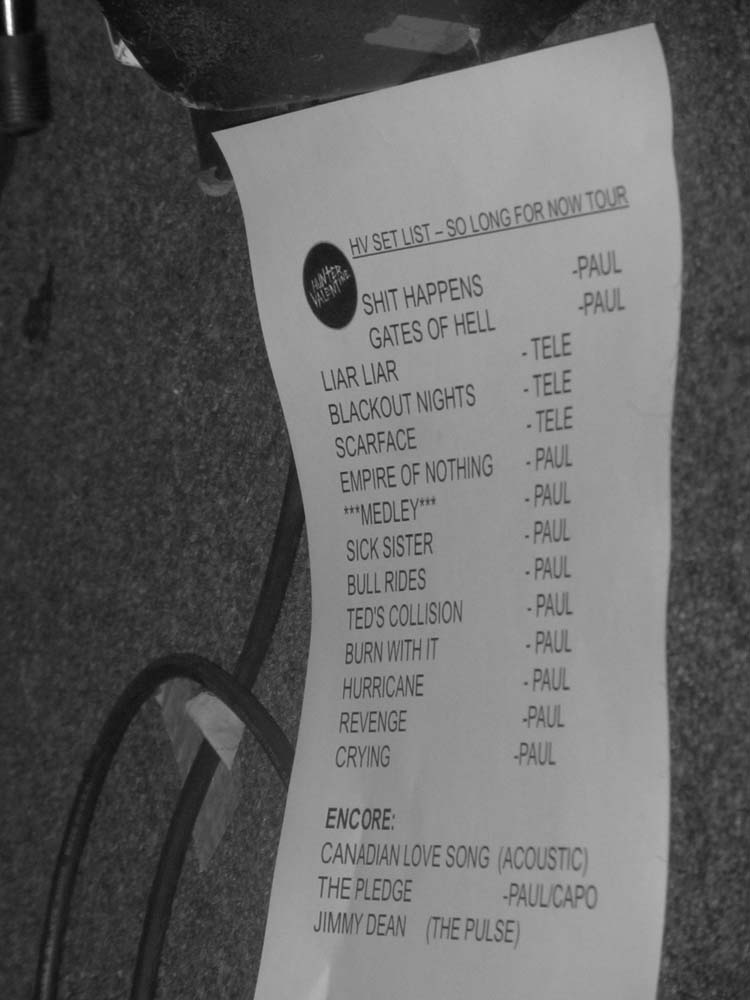 HV SET LIST – SO LONG FOR NOW TOUR
HUNTER
VALENTINE
SHIT HAPPENS -PAUL
GATES OF HELL -PAUL
LIAR LIAR - TELE
BLACKOUT NIGHTS - TELE
SCARFACE - TELE
EMPIRE OF NOTHING - PAUL
***MEDLEY*** - PAUL
SICK SISTER - PAUL
BULL RIDES - PAUL
TED'S COLLISION - PAUL
BURN WITH IT - PAUL
HURRICANE - PAUL
REVENGE -PAUL
CRYING -PAUL
ENCORE:
CANADIAN LOVE SONG (ACOUSTIC)
THE PLEDGE -PAUL/CAPO
JIMMY DEAN (THE PULSE)